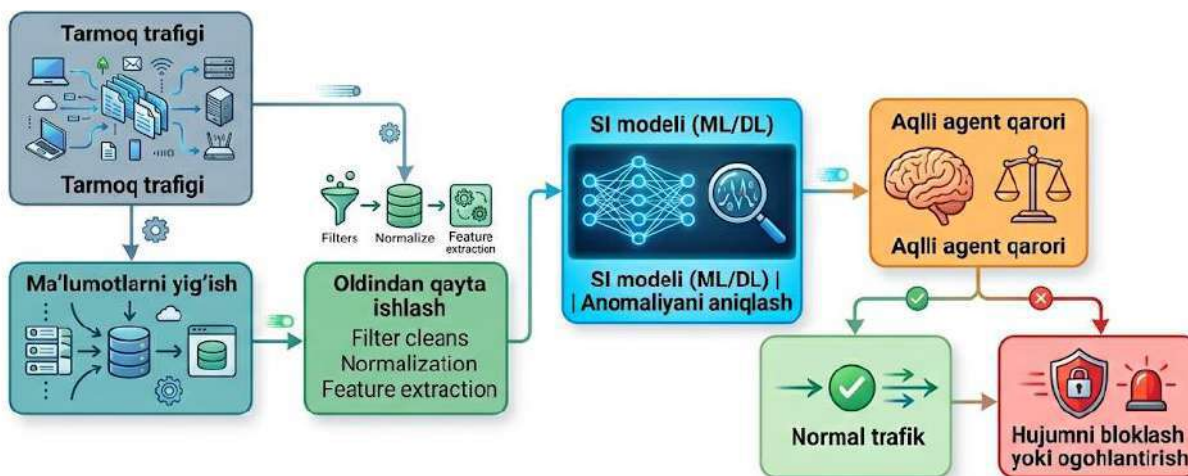 Tarmoq trafigi
Tarmoq trafigi
Filters
Normalize
Feature
extraction
Ma'lumotlarni yig'ish
Oldindan qayta
ishlash
Filter cleans
Normalization
Feature extraction
SI modeli (ML/DL)
SI modeli (ML/DL) |
| Anomaliyani aniqlash
Aqlli agent qarori
Aqlli agent qarori
Normal trafik
Hujumni bloklash
yoki ogohlantirish